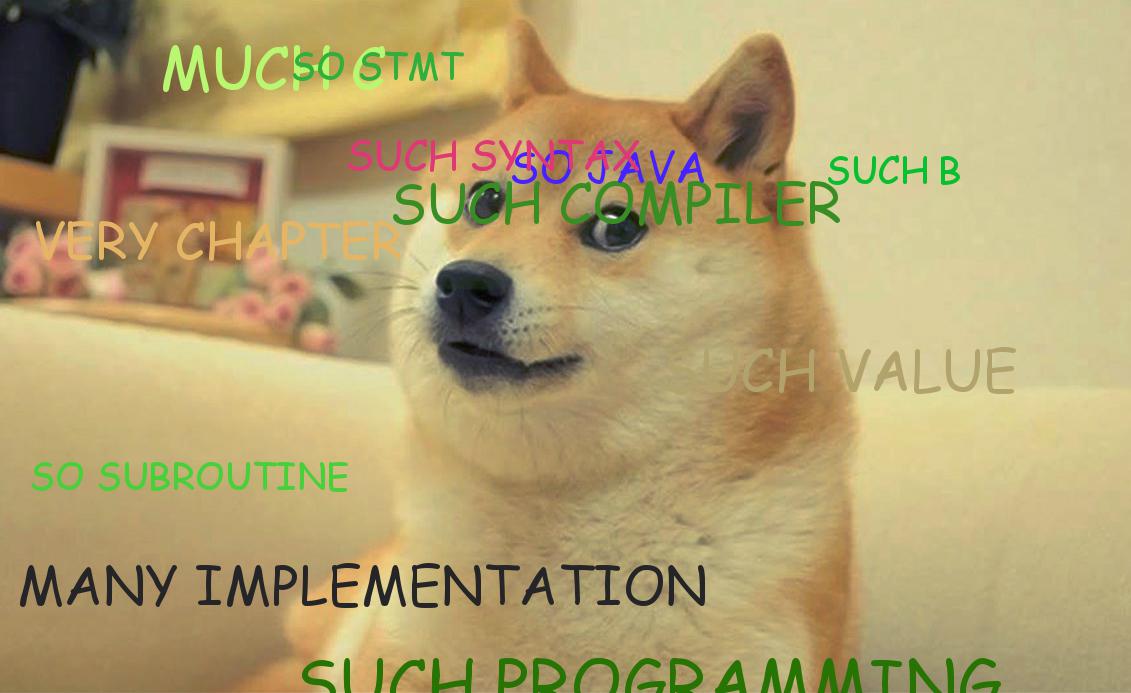 MUCH C
SO STMT
SUCH SYNTAX
SO JAVA
SUCH B
SUCH COMPILER
VERY CHAPTER
SUCH VALUE
SO SUBROUTINE
MANY IMPLEMENTATION
SUCH PROGRAMMING